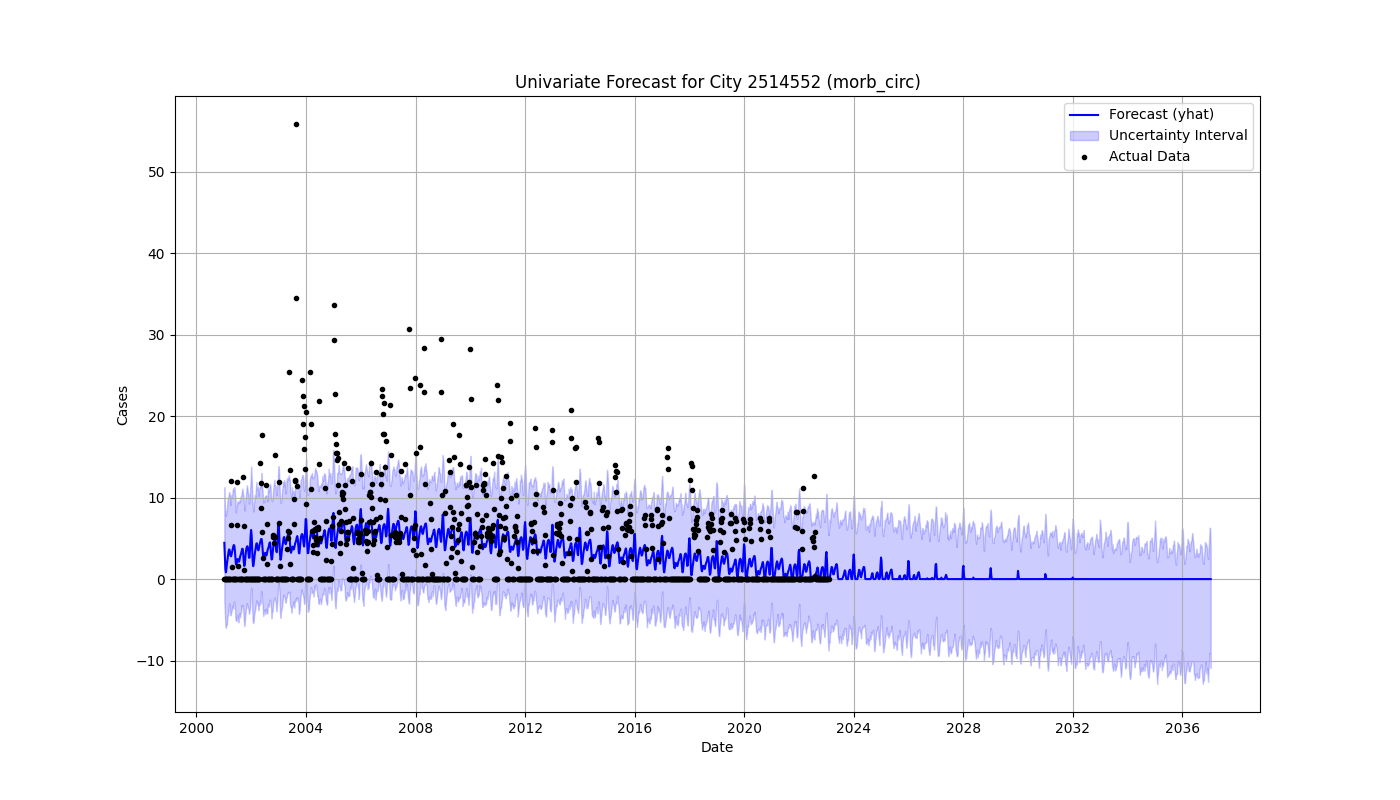 Univariate Forecast for City 2514552 (morb_circ)
Forecast (yhat)
Uncertainty Interval
Actual Data
50
40
30
20
10
0
−10
Cases
2000 2004 2008 2012 2016 2020 2024 2028 2032 2036
Date